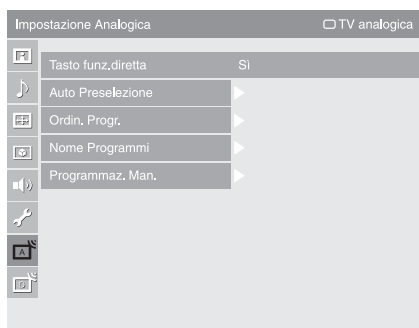 Impostazione Analogica
TV analogica
Tasto funz.diretta Sì
Auto Preselezione
Ordin. Progr.
Nome Programmi
Programmaz. Man.
A